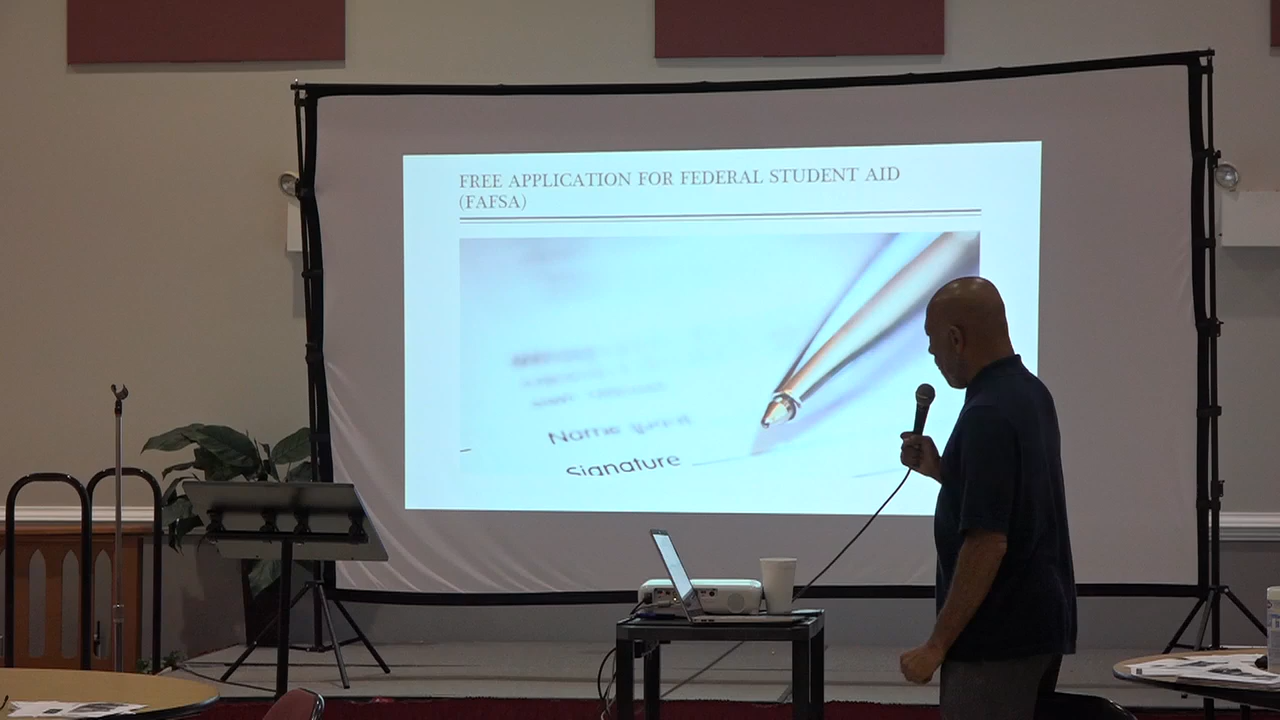 FREE APPLICATION FOR FEDERAL STUDENT AID
(FAFSA)
Name
Signature